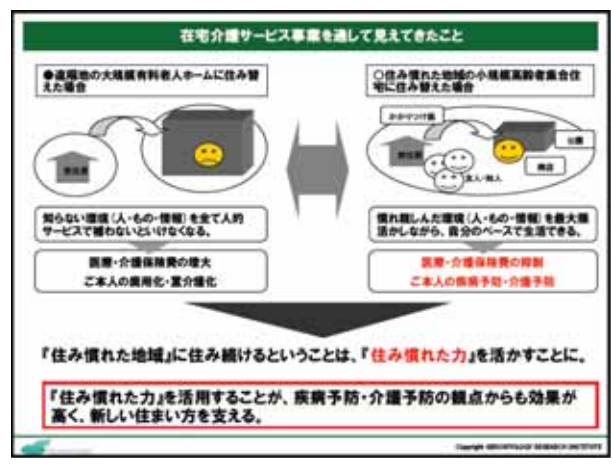 在宅介護サービス事業を通して見えてきたこと
●遠隔地の大規模有料老人ホームに住み替
えた場合
○住み慣れた地域の小規模高齢者集合住
宅に住み替えた場合
かかりつけ医
公園
商店
友人・知人
知らない環境(人・もの・情報)を全て人的
サービスで補わないといけなくなる。
慣れ親しんだ環境(人・もの・情報)を最大限
活かしながら、自分のペースで生活できる。
医療・介護保険費の増大
ご本人の病用化・重介護化
医療・介護保険費の抑制
ご本人の疾病予防・介護予防
『住み慣れた地域』に住み続けるということは、『住み慣れた力』を活かすことに。
『住み慣れた力』を活用することが、疾病予防・介護予防の観点からも効果が
高く、新しい住まい方を支える。
Copyright GERONTOLOGY RESEARCH INSTITUTE